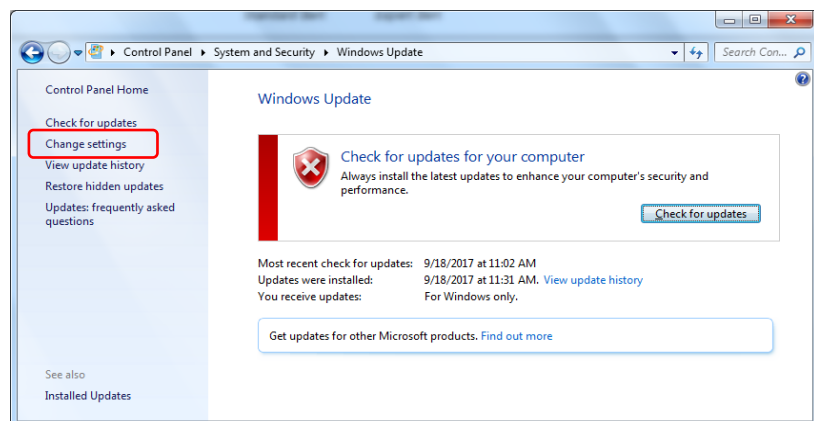 Control Panel ▸ System and Security ▸ Windows Update
Search Con...
Control Panel Home
Check for updates
Change settings
View update history
Restore hidden updates
Updates: frequently asked
questions
See also
Installed Updates
Windows Update
Check for updates for your computer
Always install the latest updates to enhance your computer's security and
performance.
Check for updates
Most recent check for updates: 9/18/2017 at 11:02 AM
Updates were installed: 9/18/2017 at 11:31 AM. View update history
You receive updates: For Windows only.
Get updates for other Microsoft products. Find out more